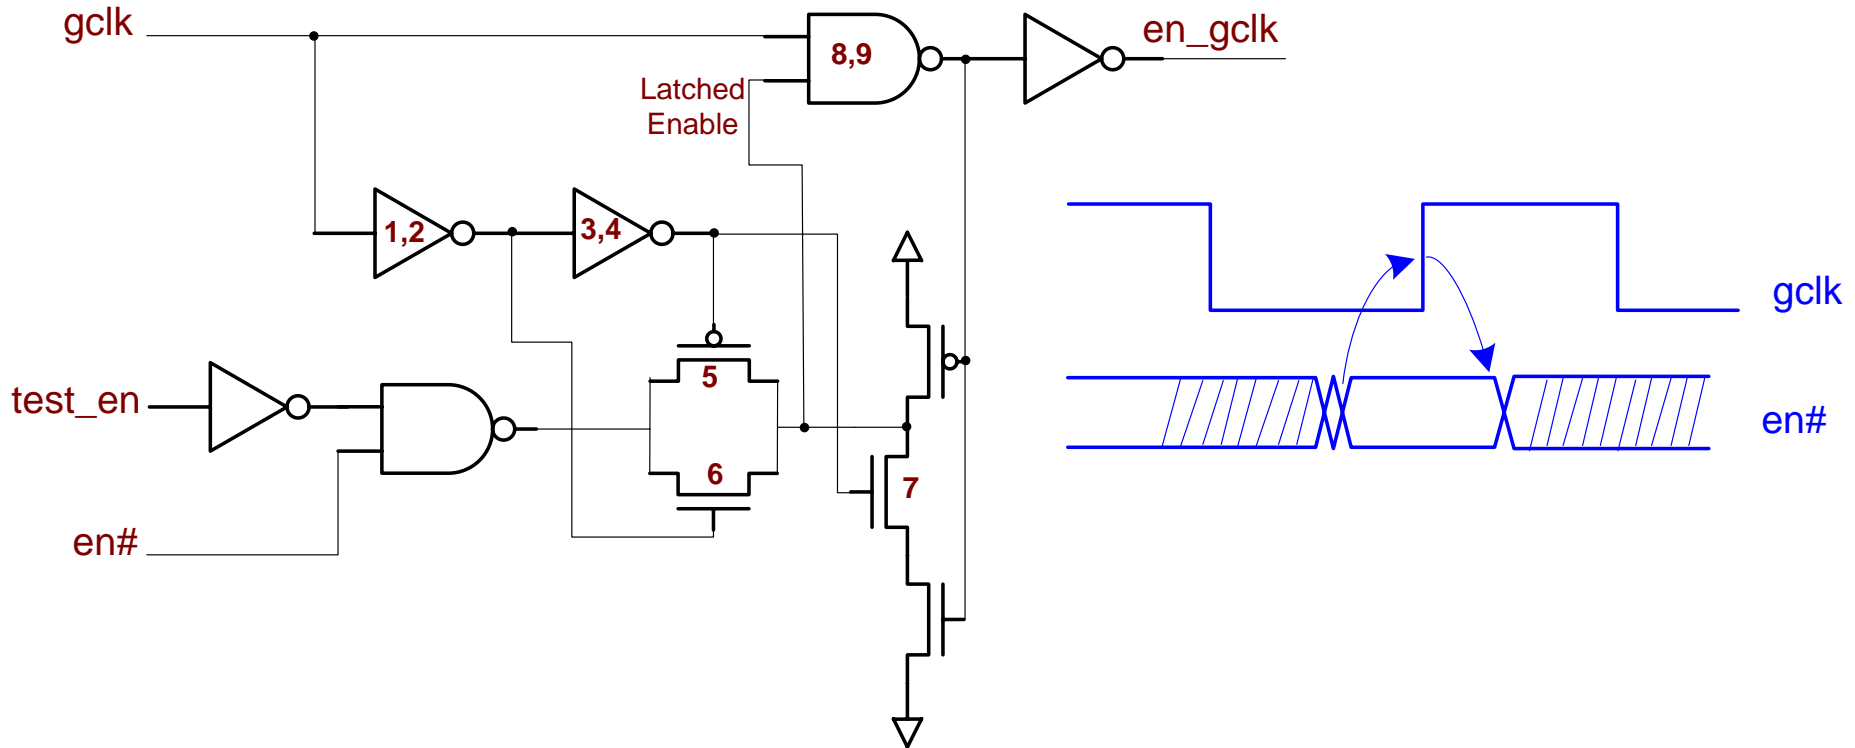 gclk
8,9
en_gclk
Latched
Enable
1,2
3,4
gclk
5
test_en
en#
6
7
en#